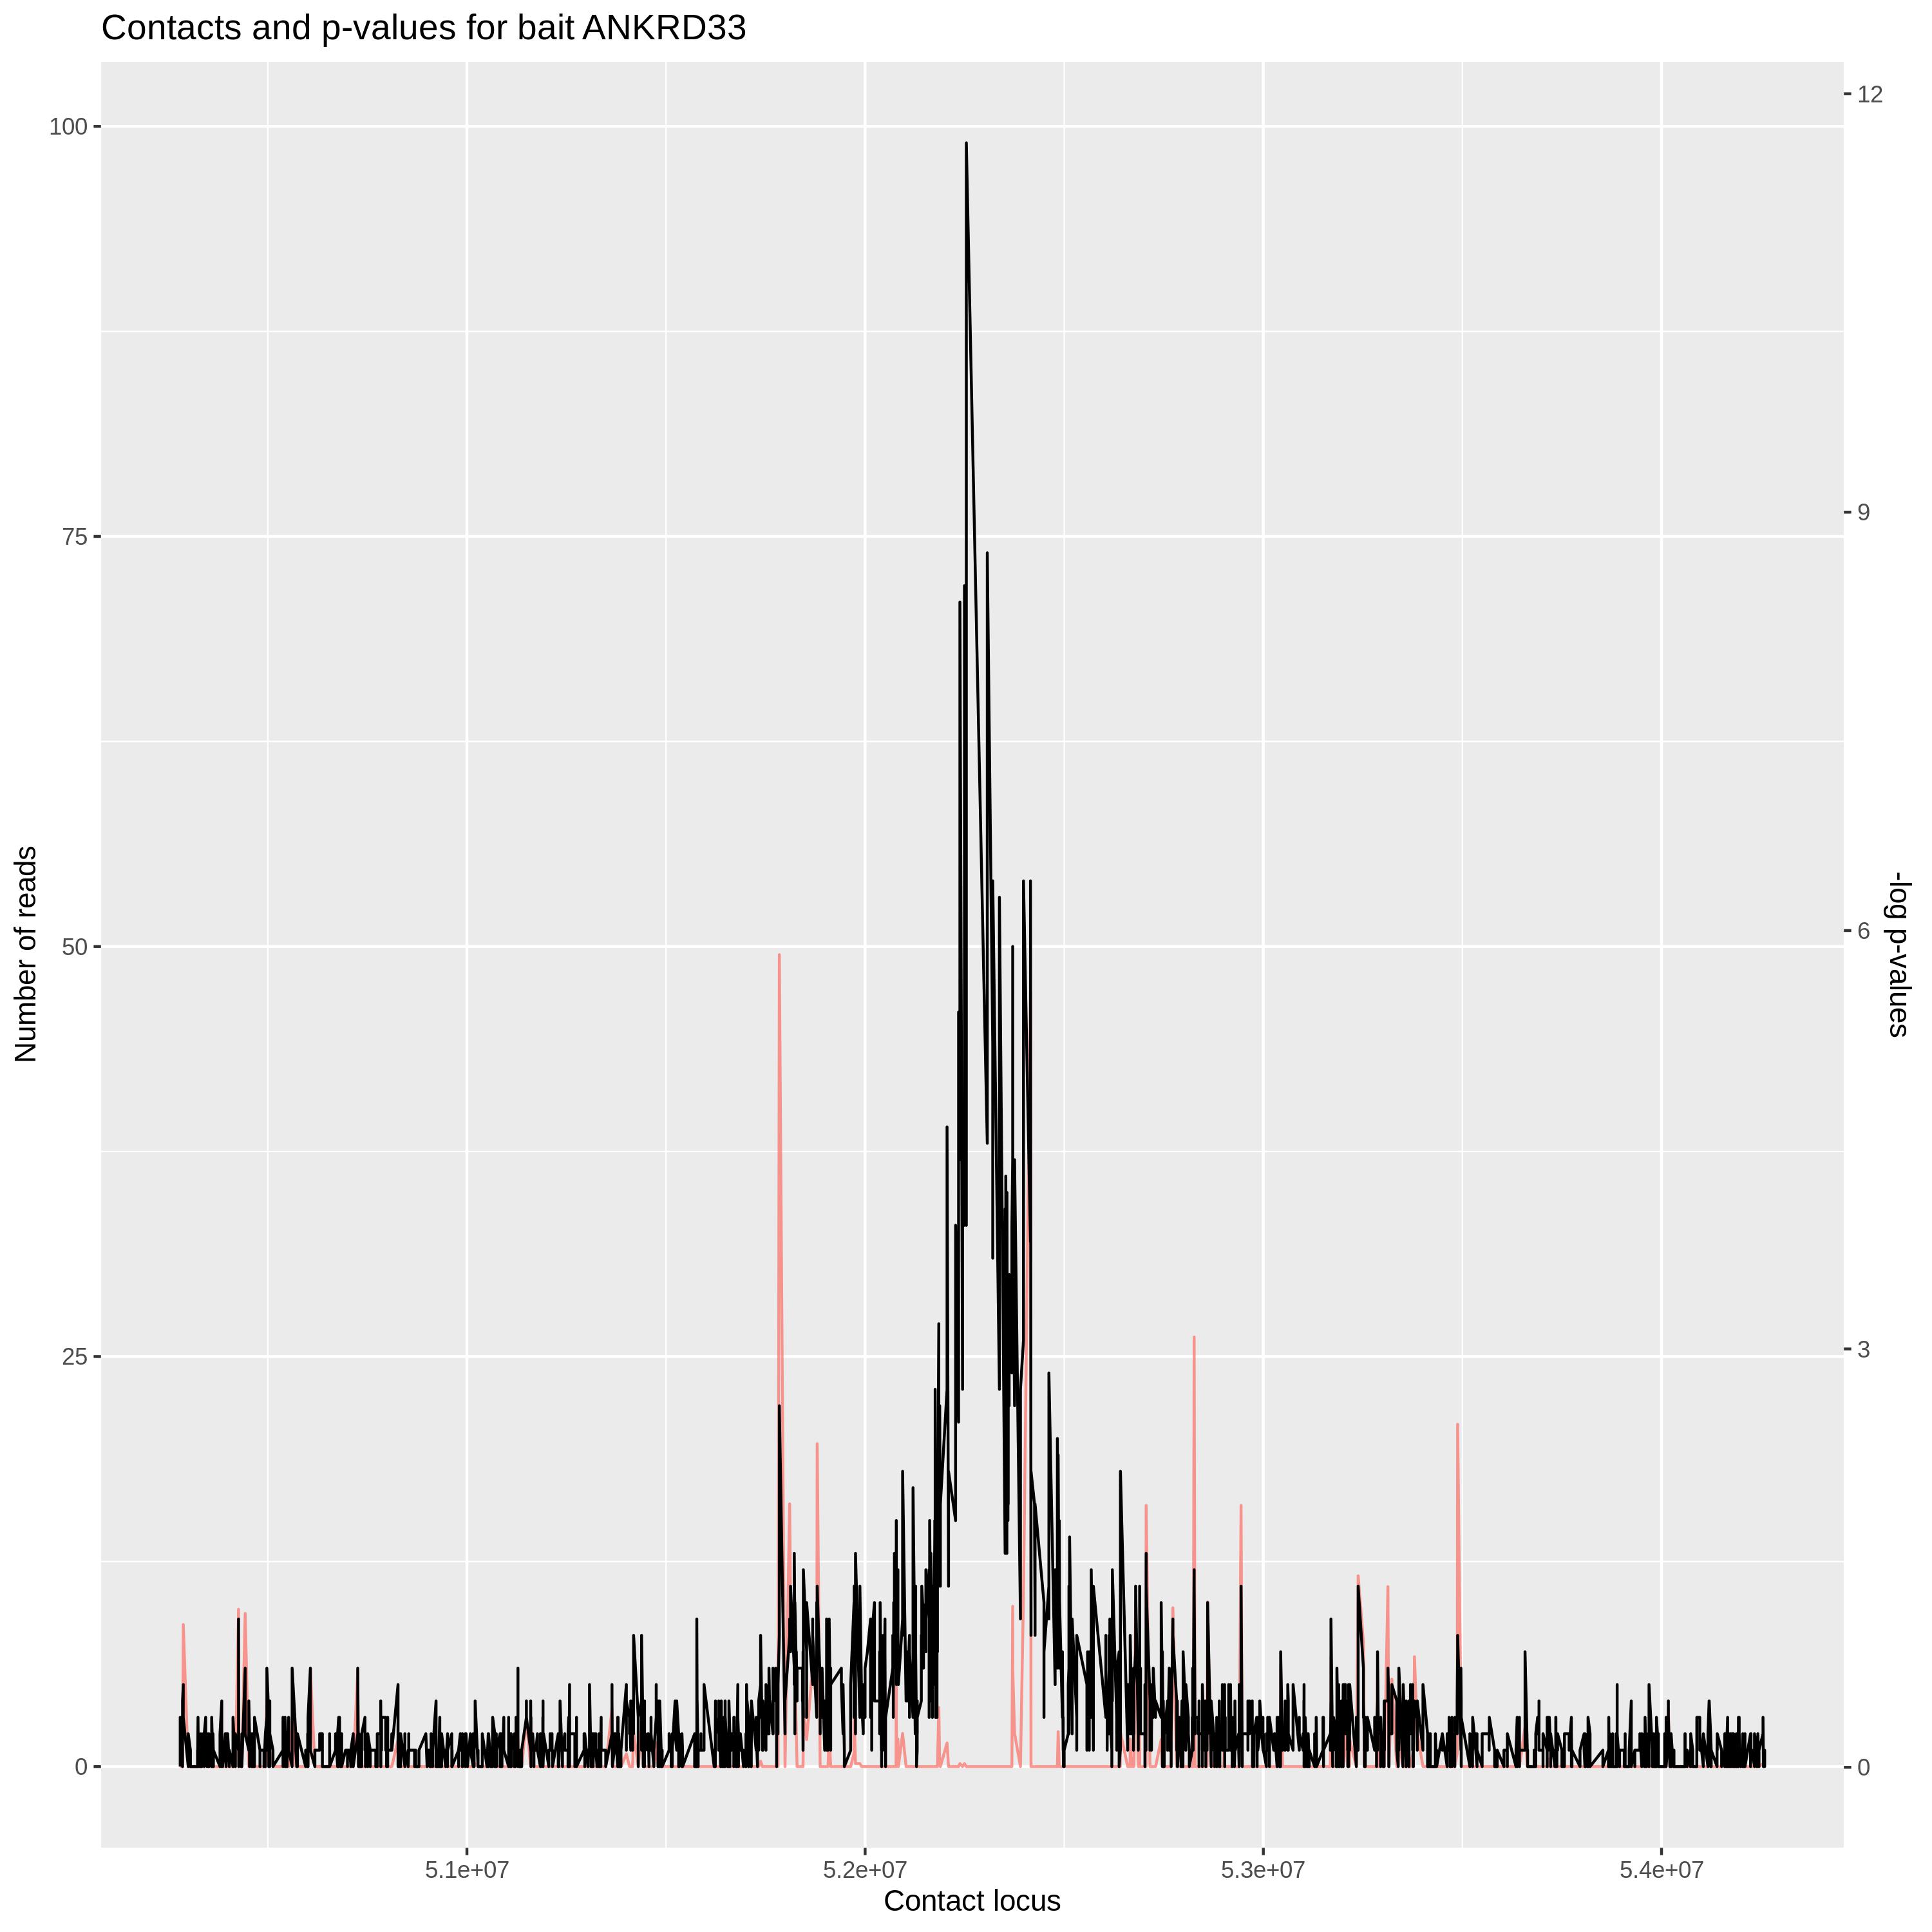 Contacts and p-values for bait ANKRD33
100
75
50
25
0
Number of reads
12
9
6
3
0
-log p-values
5.1e+07
5.2e+07
5.3e+07
5.4e+07
Contact locus